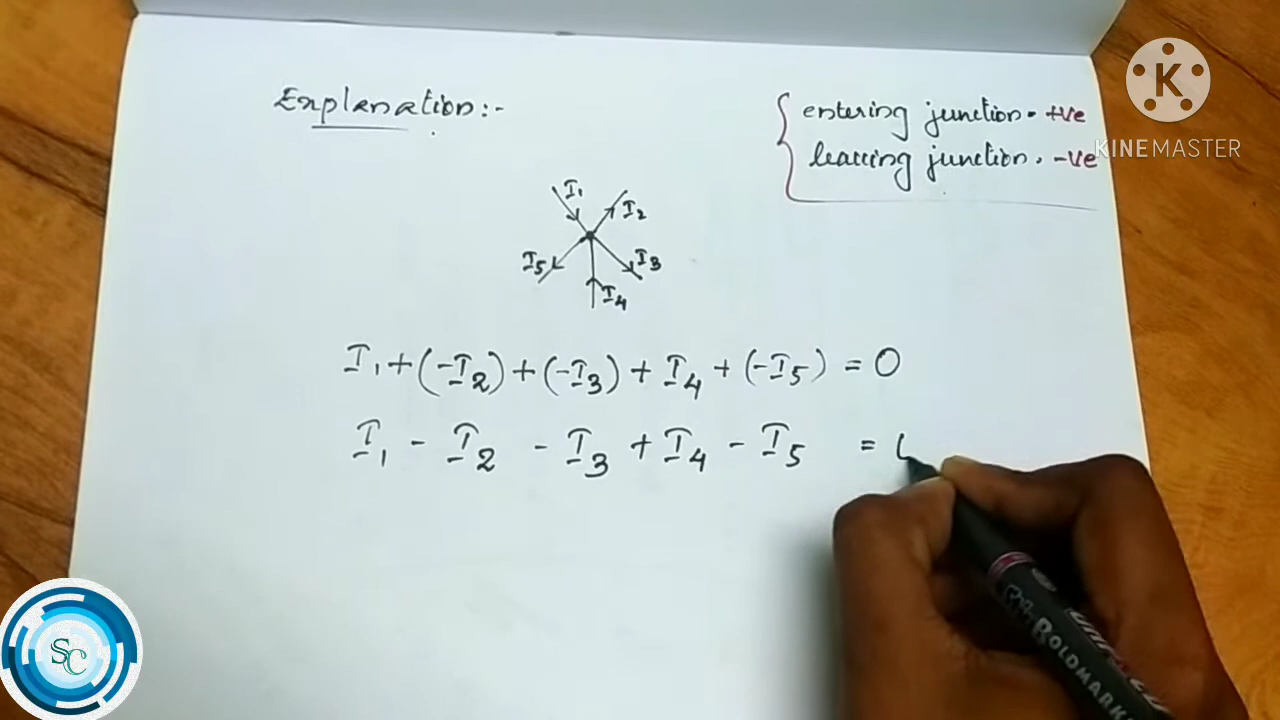 Explanation:-
entering junction - +ve
leaving junction. -ve
K
KINEMASTER
I1
I2
I5
I3
I4
I1 + (-I2) + (-I3) + I4 + (-I5) = 0
I1 - I2 - I3 + I4 - I5 =
SC
BOLDMARK